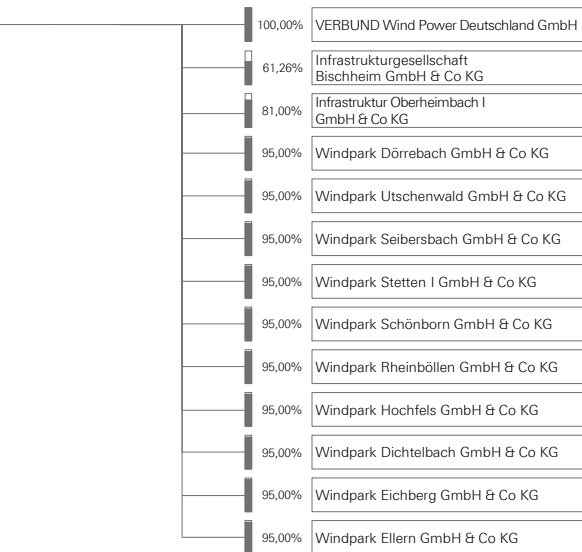 100,00% VERBUND Wind Power Deutschland GmbH
61,26% Infrastrukturgesellschaft
Bischheim GmbH & Co KG
81,00% Infrastruktur Oberheimbach I
GmbH & Co KG
95,00% Windpark Dörrebach GmbH & Co KG
95,00% Windpark Utschenwald GmbH & Co KG
95,00% Windpark Seibersbach GmbH & Co KG
95,00% Windpark Stetten I GmbH & Co KG
95,00% Windpark Schönborn GmbH & Co KG
95,00% Windpark Rheinböllen GmbH & Co KG
95,00% Windpark Hochfels GmbH & Co KG
95,00% Windpark Dichtelbach GmbH & Co KG
95,00% Windpark Eichberg GmbH & Co KG
95,00% Windpark Ellern GmbH & Co KG